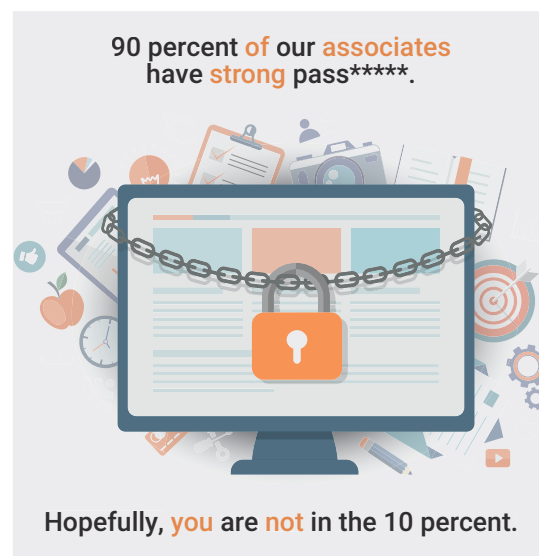 90 percent of our associates
have strong pass*****.
Hopefully, you are not in the 10 percent.